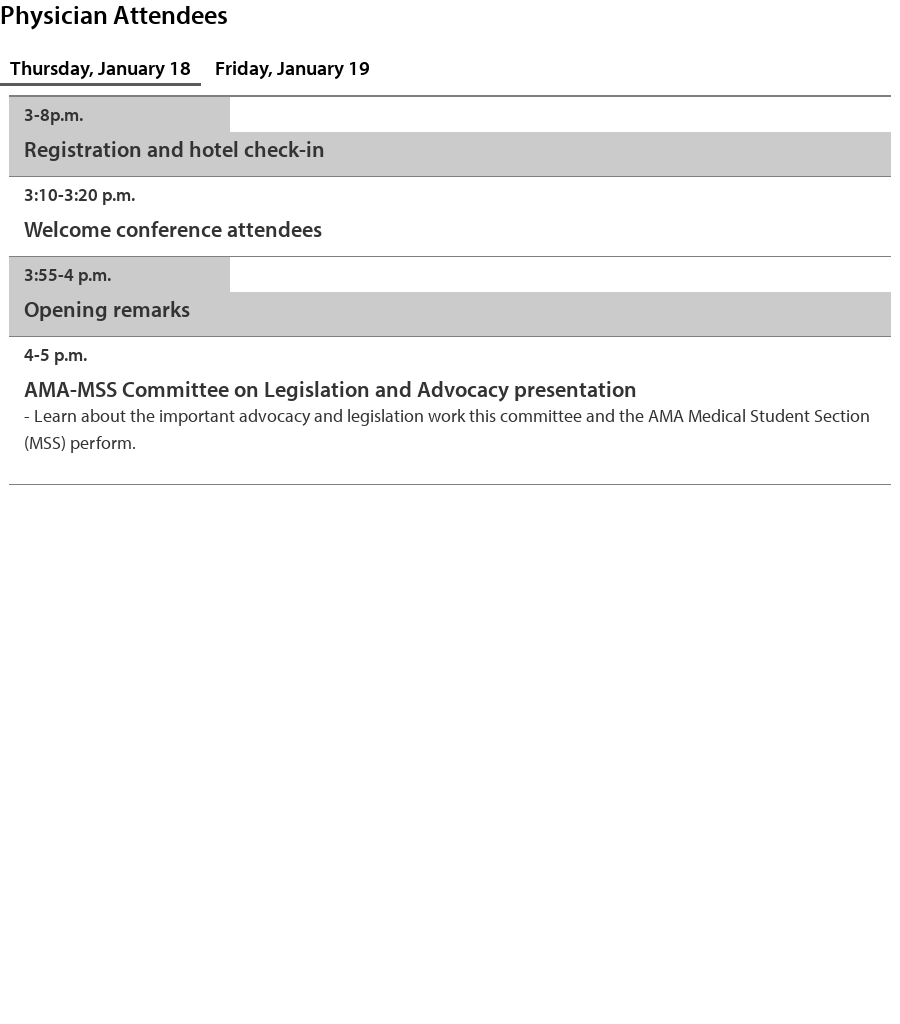 Physician Attendees
Thursday, January 18 Friday, January 19
3-8p.m.
Registration and hotel check-in
3:10-3:20 p.m.
Welcome conference attendees
3:55-4 p.m.
Opening remarks
4-5 p.m.
AMA-MSS Committee on Legislation and Advocacy presentation
- Learn about the important advocacy and legislation work this committee and the AMA Medical Student Section
(MSS) perform.